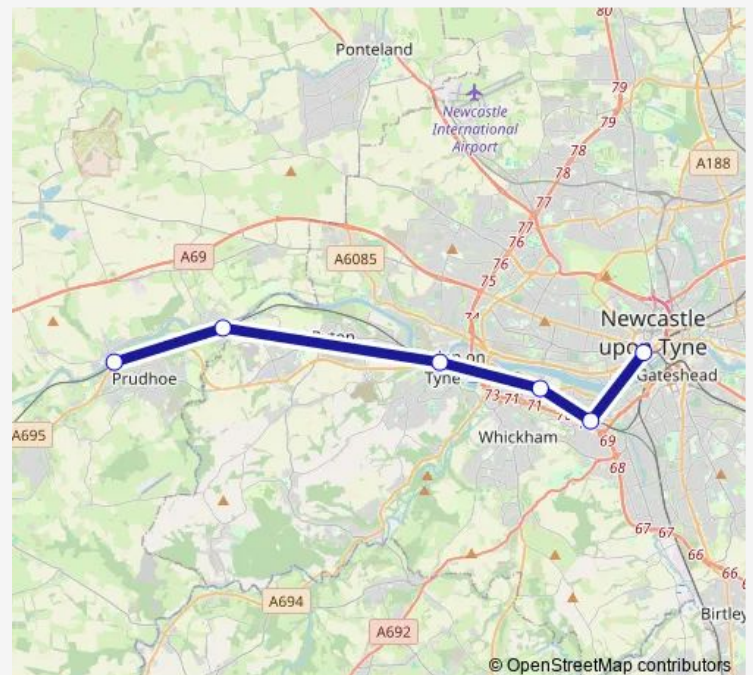 80
Ponteland
79
Newcastle
International
Airport
79
78
A188
78
77
77
A69
A6085
76
76
75
74
Newcastle
upon Tyne
Tyne
Gateshead
Prudhoe
73
71
71
A695
Whickham
69
68
67
67
66
66
A694
A692
Birtley
© OpenStreetMap contributors